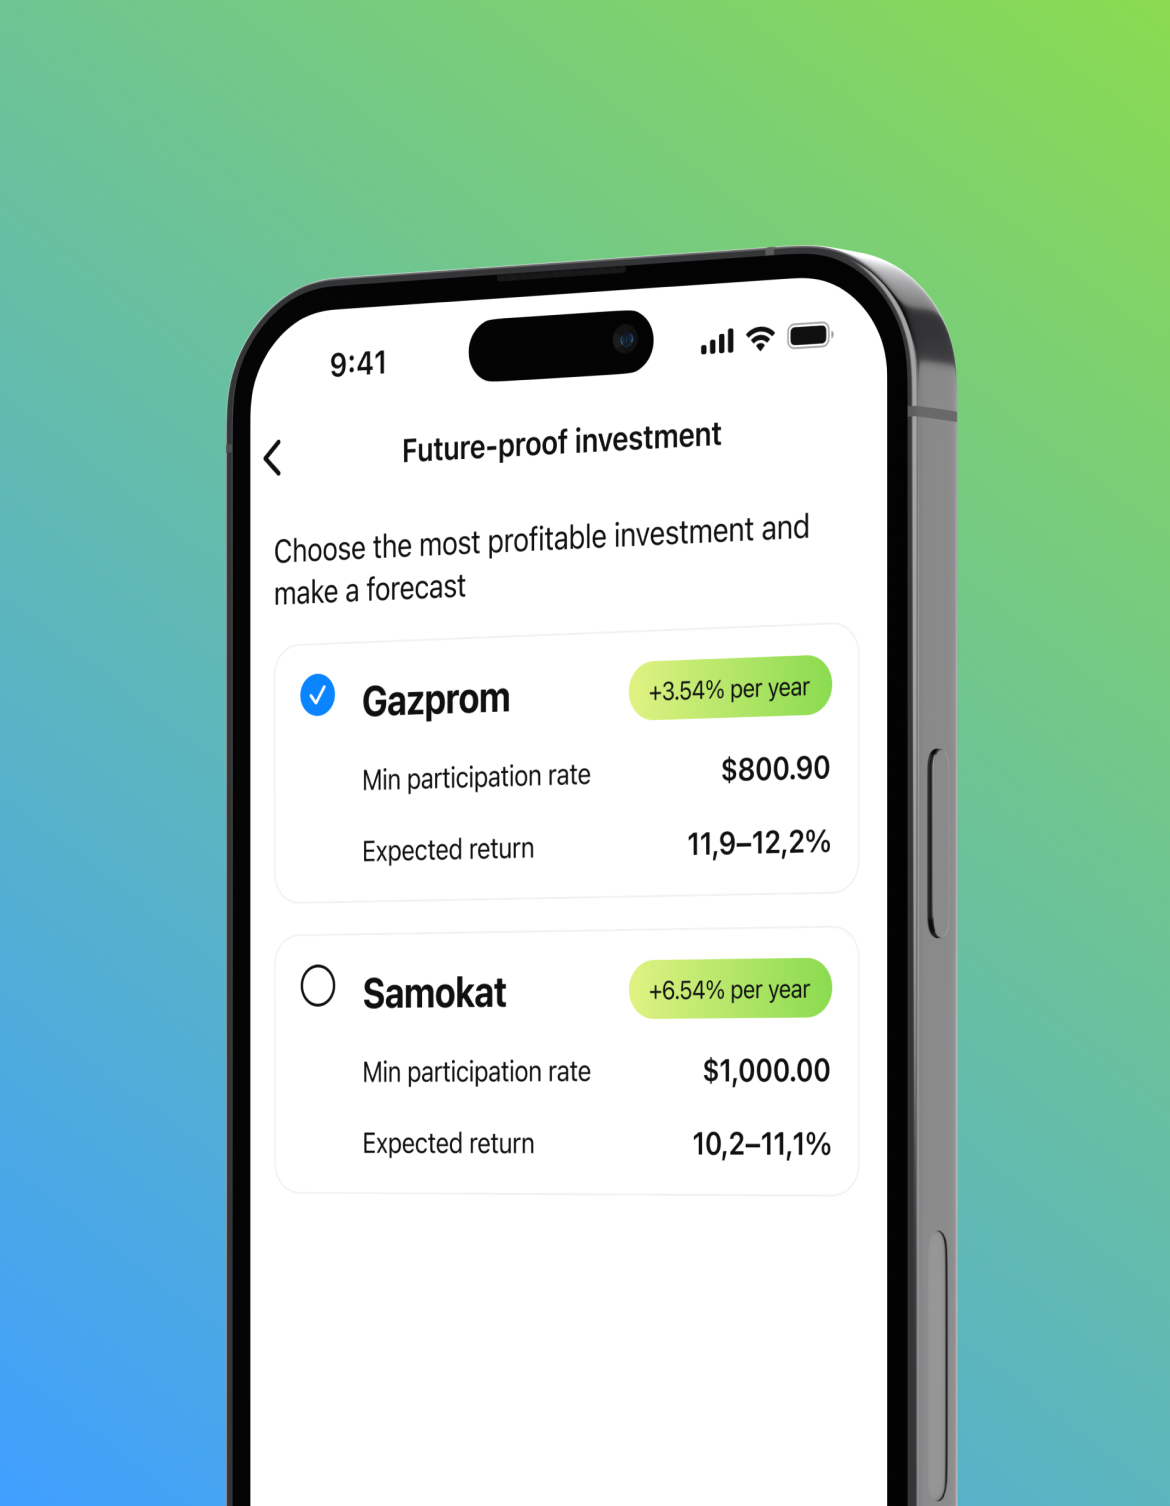 9:41
Future-proof investment
Choose the most profitable investment and
make a forecast
Gazprom
+3.54% per year
Min participation rate
$800.90
Expected return
11,9–12,2%
Samokat
+6.54% per year
Min participation rate
$1,000.00
Expected return
10,2–11,1%